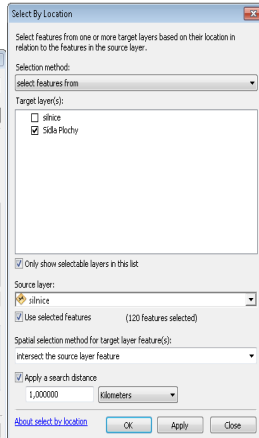 Select By Location
Select features from one or more target layers based on their location in
relation to the features in the source layer.
Selection method:
select features from
Target layer(s):
silnice
Sidla Plochy
Only show selectable layers in this list
Source layer:
silnice
Use selected features (120 features selected)
Spatial selection method for target layer feature(s):
intersect the source layer feature
Apply a search distance
1,000000 Kilometers
About select by location OK Apply Close